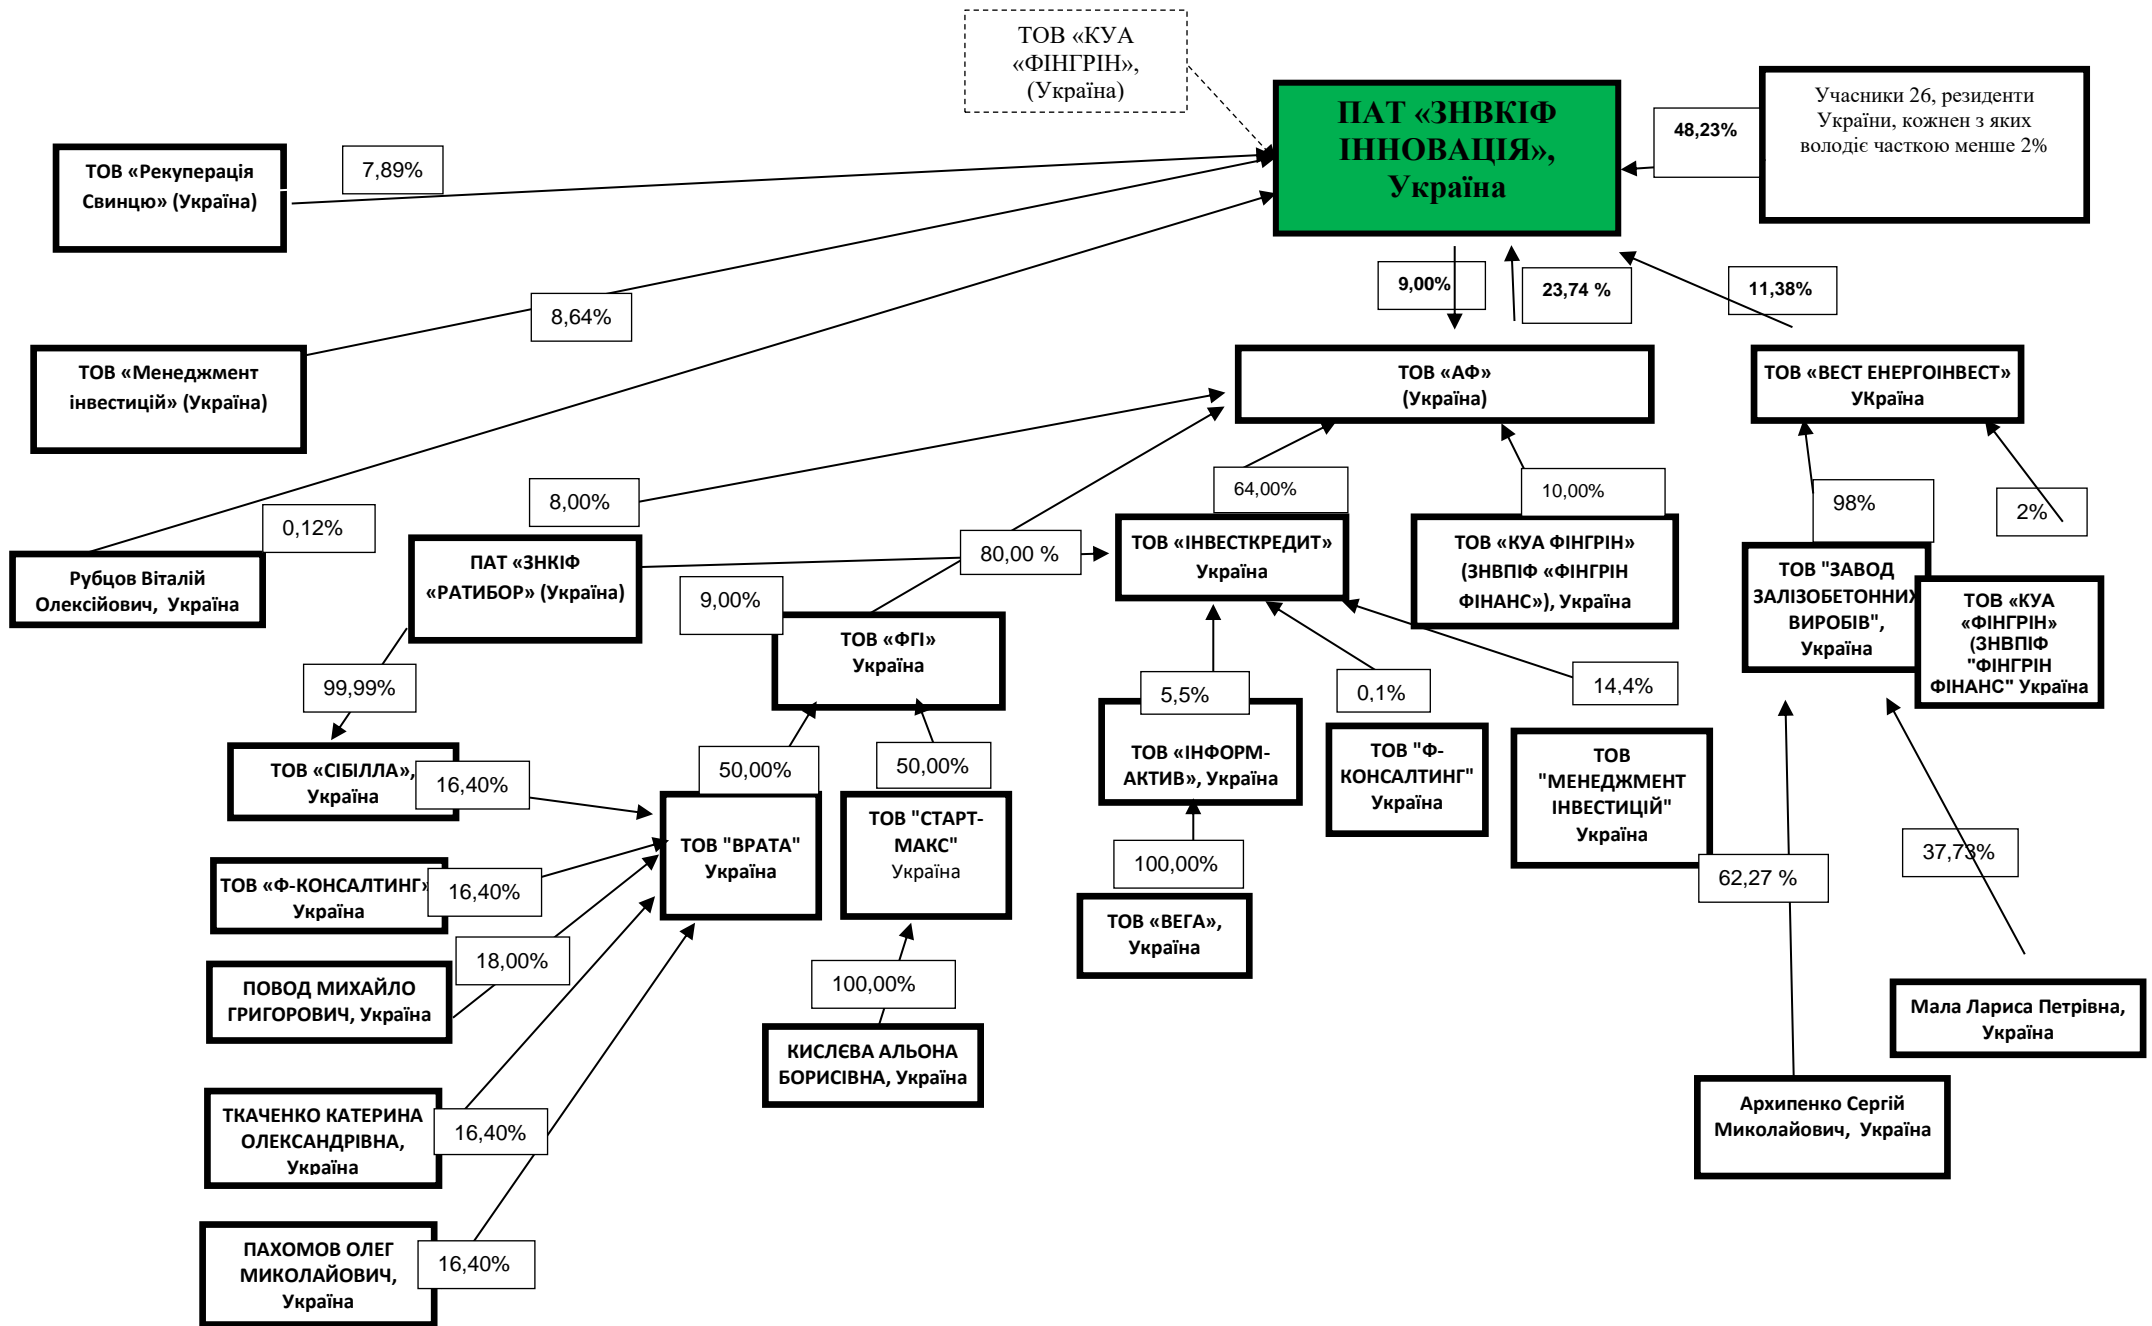 ТОВ «КУА
«ФІНГРІН»,
(Україна)
ПАТ «ЗНВКІФ
ІННОВАЦІЯ»,
Україна
48,23%
Учасники 26, резиденти
України, кожнен з яких
володіє часткою менше 2%
ТОВ «Рекуперація
Свинцю» (Україна)
7,89%
9,00%
23,74 %
11,38%
8,64%
ТОВ «Менеджмент
інвестицій» (Україна)
ТОВ «АФ»
(Україна)
ТОВ «ВЕСТ ЕНЕРГОІНВЕСТ»
УКраїна
0,12%
8,00%
64,00%
10,00%
98%
2%
Рубцов Віталій
Олексійович, Україна
ПАТ «ЗНКІФ
«РАТИБОР» (Україна)
80,00 %
ТОВ «ІНВЕСТКРЕДИТ»
Україна
ТОВ «КУА ФІНГРІН»
(ЗНВПІФ «ФІНГРІН
ФІНАНС»), Україна
ТОВ "ЗАВОД
ЗАЛІЗОБЕТОННИХ
ВИРОБІВ",
Україна
ТОВ «КУА
«ФІНГРІН»
(ЗНВПІФ
"ФІНГРІН
ФІНАНС" Україна
9,00%
ТОВ «ФГІ»
Україна
99,99%
5,5%
0,1%
14,4%
ТОВ «СІБІЛЛА»,
Україна
16,40%
50,00%
50,00%
ТОВ «ІНФОРМ-
АКТИВ», Україна
ТОВ "Ф-
КОНСАЛТИНГ"
Україна
ТОВ
"МЕНЕДЖМЕНТ
ІНВЕСТИЦІЙ"
Україна
ТОВ "ВРАТА"
Україна
ТОВ "СТАРТ-
МАКС"
Україна
100,00%
62,27 %
37,73%
ТОВ «Ф-КОНСАЛТИНГ»
Україна
16,40%
ТОВ «ВЕГА»,
Україна
18,00%
ПОВОД МИХАЙЛО
ГРИГОРОВИЧ, Україна
100,00%
Мала Лариса Петрівна,
Україна
КИСЛЄВА АЛЬОНА
БОРИСІВНА, Україна
ТКАЧЕНКО КАТЕРИНА
ОЛЕКСАНДРІВНА,
Україна
16,40%
Архипенко Сергій
Миколайович, Україна
ПАХОМОВ ОЛЕГ
МИКОЛАЙОВИЧ,
Україна
16,40%